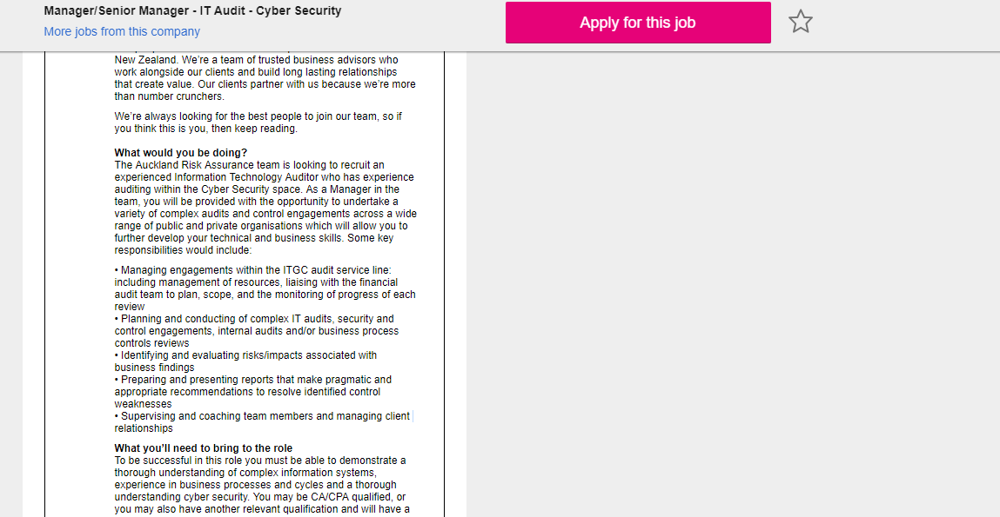 Manager/Senior Manager - IT Audit - Cyber Security
More jobs from this company
Apply for this job
New Zealand. We're a team of trusted business advisors who
work alongside our clients and build long lasting relationships
that create value. Our clients partner with us because we're more
than number crunchers.
We're always looking for the best people to join our team, so if
you think this is you, then keep reading.
What would you be doing?
The Auckland Risk Assurance team is looking to recruit an
experienced Information Technology Auditor who has experience
auditing within the Cyber Security space. As a Manager in the
team, you will be provided with the opportunity to undertake a
variety of complex audits and control engagements across a wide
range of public and private organisations which will allow you to
further develop your technical and business skills. Some key
responsibilities would include:
• Managing engagements within the ITGC audit service line:
including management of resources, liaising with the financial
audit team to plan, scope, and the monitoring of progress of each
review
• Planning and conducting of complex IT audits, security and
control engagements, internal audits and/or business process
controls reviews
• Identifying and evaluating risks/impacts associated with
business findings
• Preparing and presenting reports that make pragmatic and
appropriate recommendations to resolve identified control
weaknesses
• Supervising and coaching team members and managing client
relationships
What you'll need to bring to the role
To be successful in this role you must be able to demonstrate a
thorough understanding of complex information systems,
experience in business processes and cycles and a thorough
understanding cyber security. You may be CA/CPA qualified, or
you may also have another relevant qualification and will have a